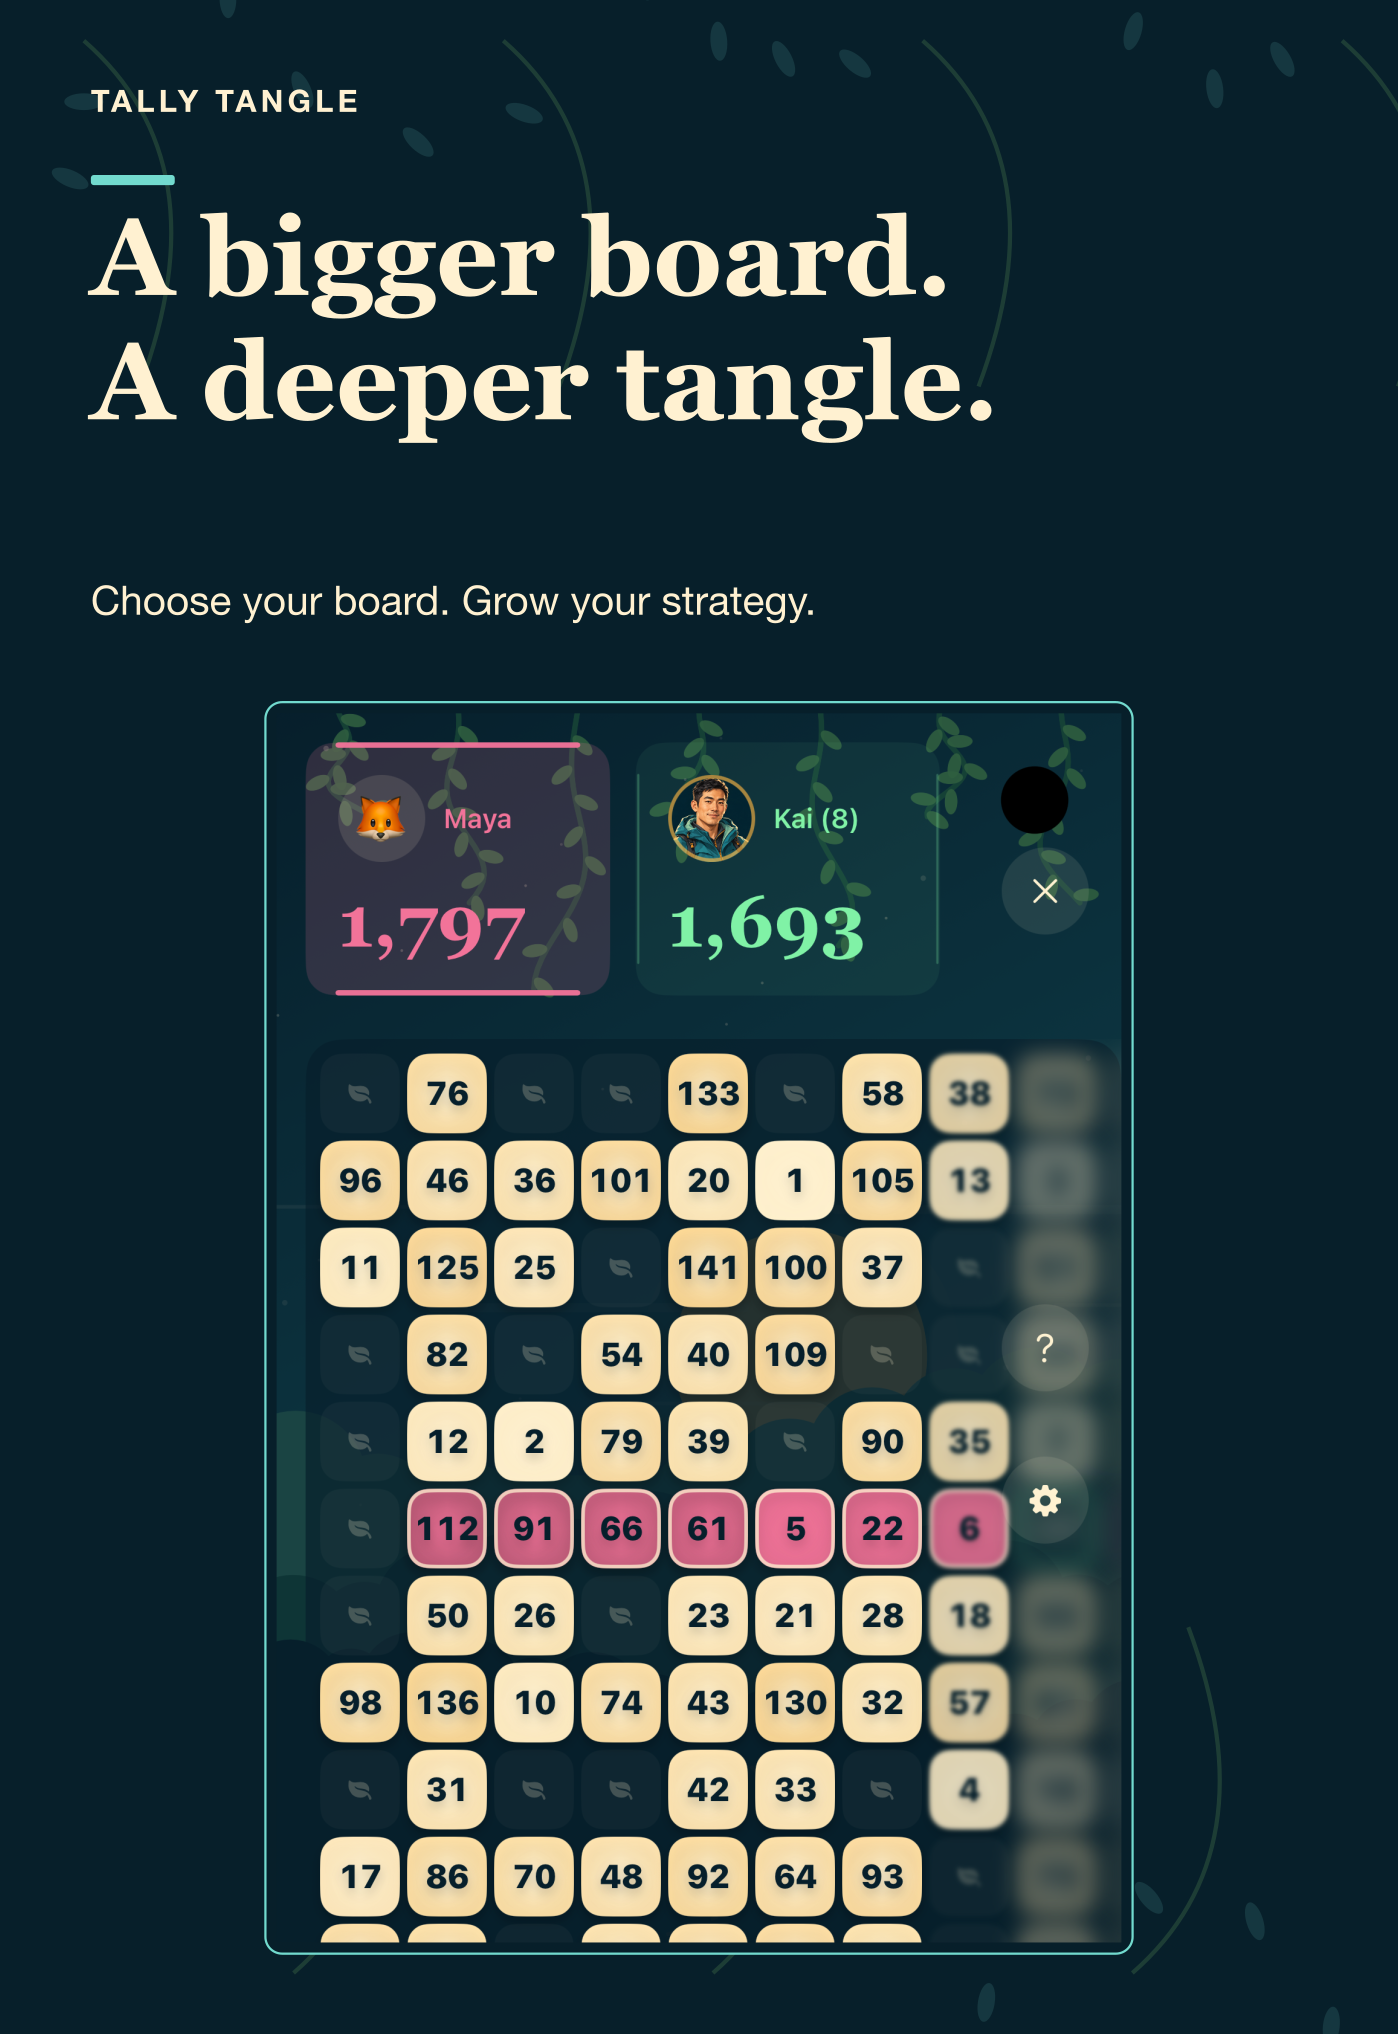 TALLY TANGLE
A bigger board.
A deeper tangle.
Choose your board. Grow your strategy.
Maya
1,797
Kai (8)
1,693
76 133 58 38
96 46 36 101 20 1 105 13
11 125 25 141 100 37
82 54 40 109
?
12 2 79 39 90 35
112 91 66 61 5 22 6
50 26 23 21 28 18
98 136 10 74 43 130 32 57
31 42 33 4
17 86 70 48 92 64 93